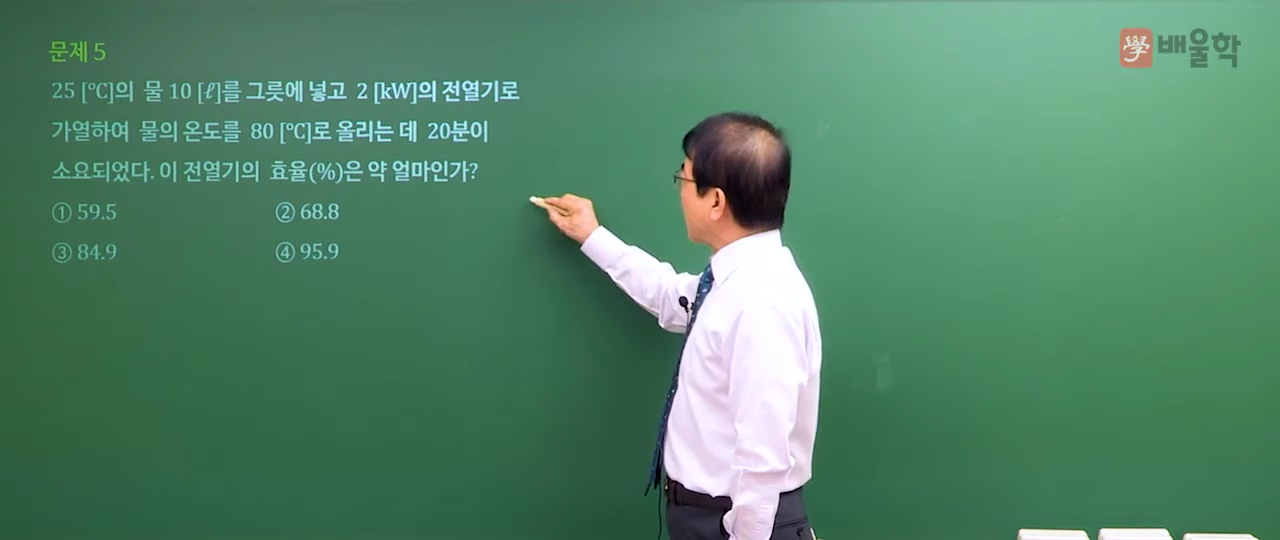 學 배울학
문제 5
25 [℃]의 물 10 [ℓ]를 그릇에 넣고 2 [kW]의 전열기로
가열하여 물의 온도를 80 [℃]로 올리는 데 20분이
소요되었다. 이 전열기의 효율(%)은 약 얼마인가?
① 59.5 ② 68.8
③ 84.9 ④ 95.9